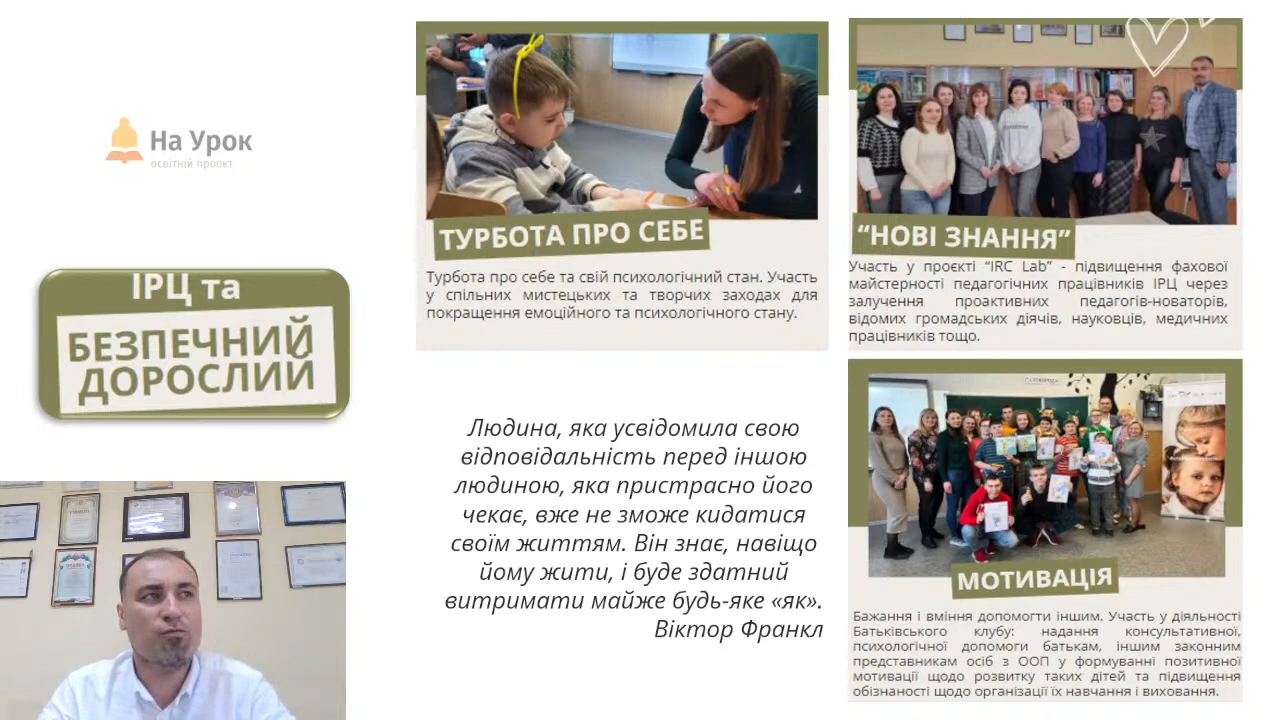 На Урок
освітній проект
ІРЦ та
БЕЗПЕЧНИЙ
ДОРОСЛИЙ
ТУРБОТА ПРО СЕБЕ
Турбота про себе та свій психологічний стан. Участь
у спільних мистецьких та творчих заходах для
покращення емоційного та психологічного стану.
“НОВІ ЗНАННЯ”
Участь у проєкті “IRC Lab” - підвищення фахової
майстерності педагогічних працівників ІРЦ через
залучення проактивних педагогів-новаторів,
відомих громадських діячів, науковців, медичних
працівників тощо.
Людина, яка усвідомила свою
відповідальність перед іншою
людиною, яка пристрасно його
чекає, вже не зможе кидатися
своїм життям. Він знає, навіщо
йому жити, і буде здатний
витримати майже будь-яке «як».
Віктор Франкл
МОТИВАЦІЯ
Бажання і вміння допомогти іншим. Участь у діяльності
Батьківського клубу: надання консультативної,
психологічної допомоги батькам, іншим законним
представникам осіб з ООП у формуванні позитивної
мотивації щодо розвитку таких дітей та підвищення
обізнаності щодо організації їх навчання і виховання.